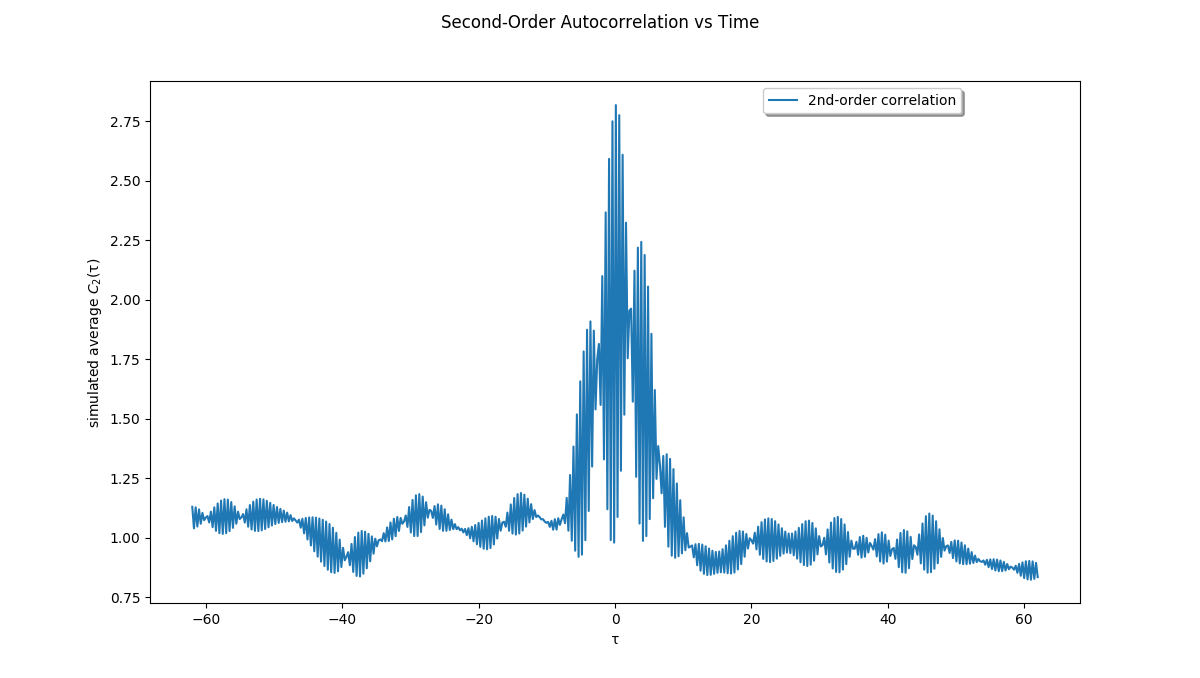 Second-Order Autocorrelation vs Time
2nd-order correlation
simulated average C₂(τ)
2.75
2.50
2.25
2.00
1.75
1.50
1.25
1.00
0.75
−60 −40 −20 0 20 40 60
τ